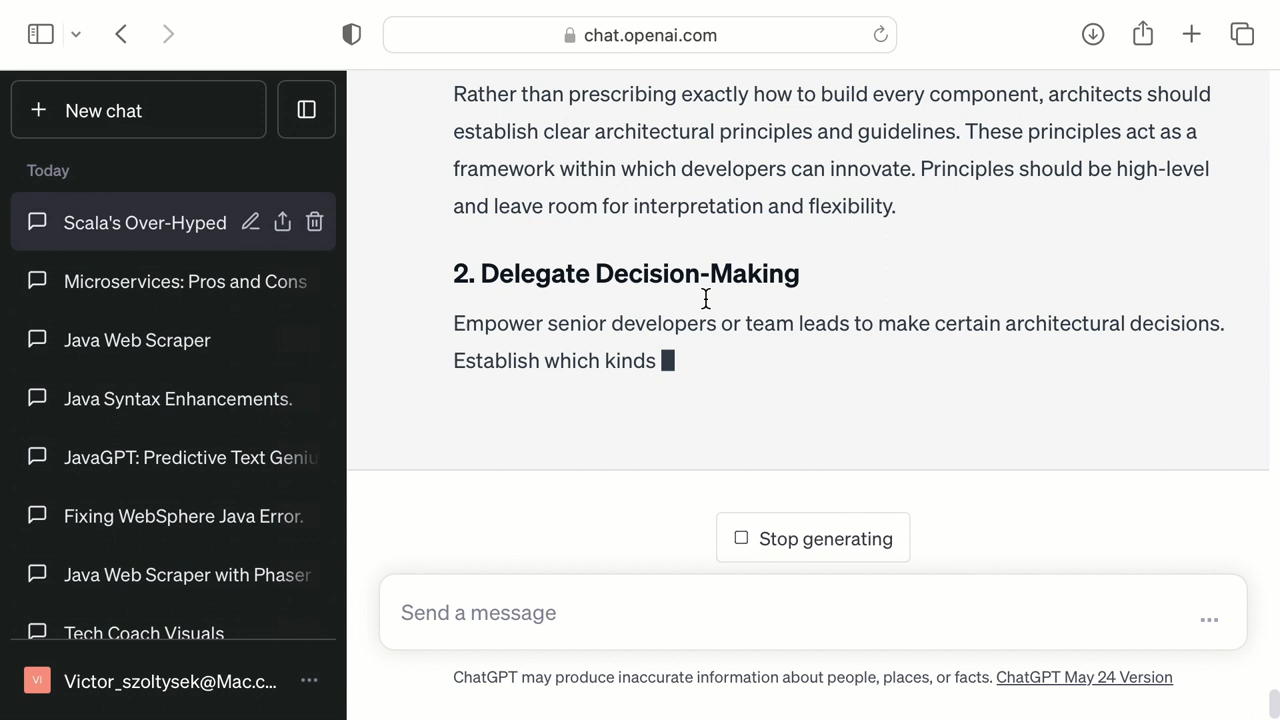 chat.openai.com
New chat
Today
Scala's Over-Hyped
Microservices: Pros and Cons
Java Web Scraper
Java Syntax Enhancements.
JavaGPT: Predictive Text Geniu
Fixing WebSphere Java Error.
Java Web Scraper with Phaser
Tech Coach Visuals
VI
Victor_szoltysek@Mac.c...
Rather than prescribing exactly how to build every component, architects should
establish clear architectural principles and guidelines. These principles act as a
framework within which developers can innovate. Principles should be high-level
and leave room for interpretation and flexibility.
2. Delegate Decision-Making
Empower senior developers or team leads to make certain architectural decisions.
Establish which kinds
Stop generating
Send a message
ChatGPT may produce inaccurate information about people, places, or facts. ChatGPT May 24 Version